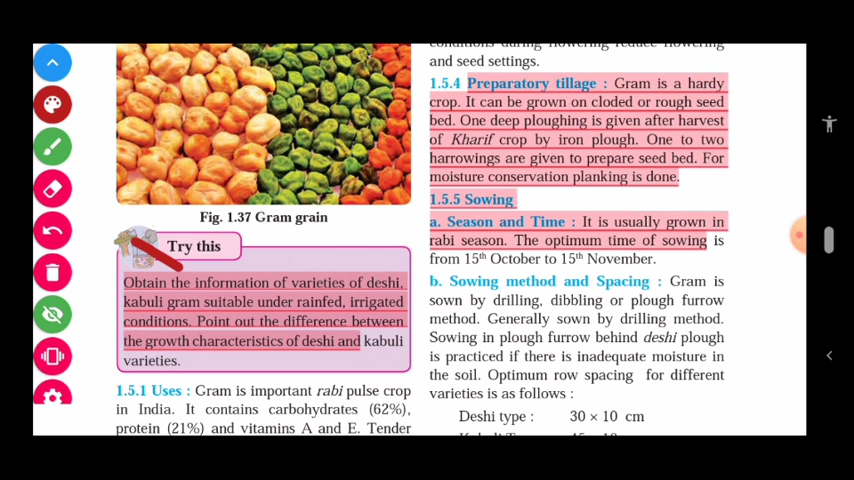 Fig. 1.37 Gram grain
Try this
Obtain the information of varieties of deshi,
kabuli gram suitable under rainfed, irrigated
conditions. Point out the difference between
the growth characteristics of deshi and kabuli
varieties.
1.5.1 Uses : Gram is important rabi pulse crop
in India. It contains carbohydrates (62%),
protein (21%) and vitamins A and E. Tender
conditions during flowering reduce flowering
and seed settings.
1.5.4 Preparatory tillage : Gram is a hardy
crop. It can be grown on cloded or rough seed
bed. One deep ploughing is given after harvest
of Kharif crop by iron plough. One to two
harrowings are given to prepare seed bed. For
moisture conservation planking is done.
1.5.5 Sowing
a. Season and Time : It is usually grown in
rabi season. The optimum time of sowing is
from 15th October to 15th November.
b. Sowing method and Spacing : Gram is
sown by drilling, dibbling or plough furrow
method. Generally sown by drilling method.
Sowing in plough furrow behind deshi plough
is practiced if there is inadequate moisture in
the soil. Optimum row spacing for different
varieties is as follows :
Deshi type : 30 × 10 cm